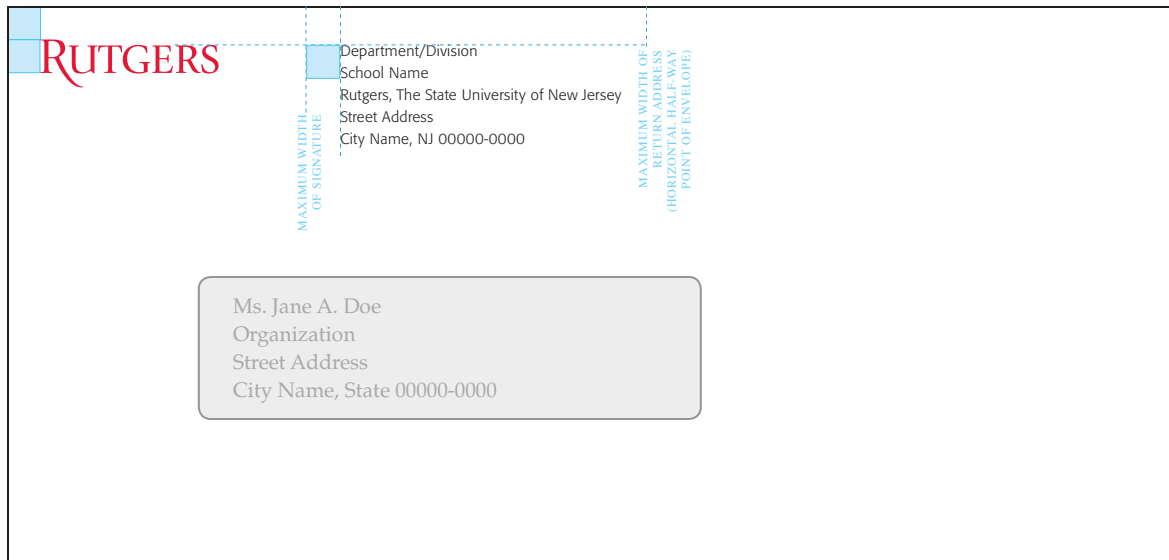 RUTGERS
Department/Division
School Name
Rutgers, The State University of New Jersey
Street Address
City Name, NJ 00000-0000
MAXIMUM WIDTH
OF SIGNATURE
MAXIMUM WIDTH OF
RETURN ADDRESS
(HORIZONTAL HALF-WAY
POINT OF ENVELOPE)
Ms. Jane A. Doe
Organization
Street Address
City Name, State 00000-0000